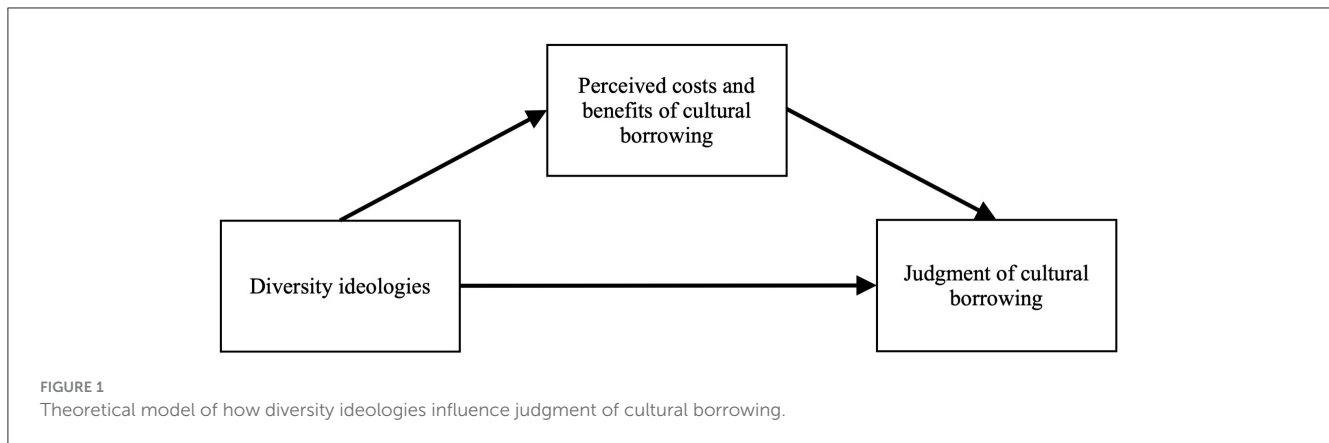 Perceived costs and
benefits of cultural
borrowing
Diversity ideologies
Judgment of cultural
borrowing
FIGURE 1
Theoretical model of how diversity ideologies influence judgment of cultural borrowing.